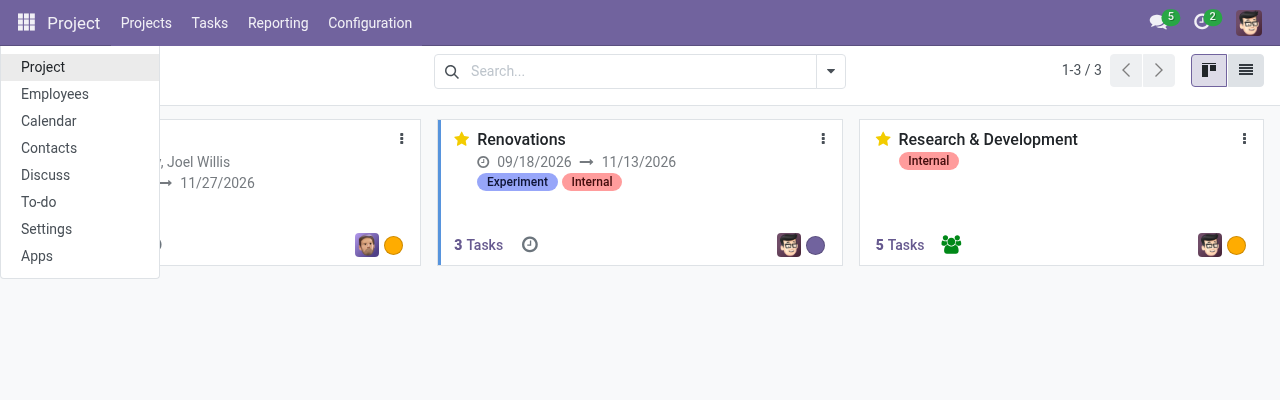 Project Projects Tasks Reporting Configuration 5 2
Project
Employees
Calendar
Contacts
Discuss
To-do
Settings
Apps
Search...
1-3 / 3
, Joel Willis
11/27/2026
Renovations
09/18/2026 11/13/2026
Experiment Internal
3 Tasks
Research & Development
Internal
5 Tasks